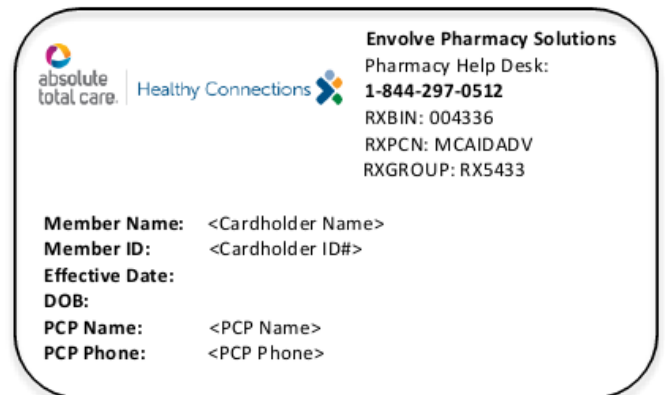 absolute
total care.
Healthy Connections
Envolve Pharmacy Solutions
Pharmacy Help Desk:
1-844-297-0512
RXBIN: 004336
RXPCN: MCAIDADV
RXGROUP: RX5433
Member Name: <Cardholder Name>
Member ID: <Cardholder ID#>
Effective Date:
DOB:
PCP Name: <PCP Name>
PCP Phone: <PCP Phone>